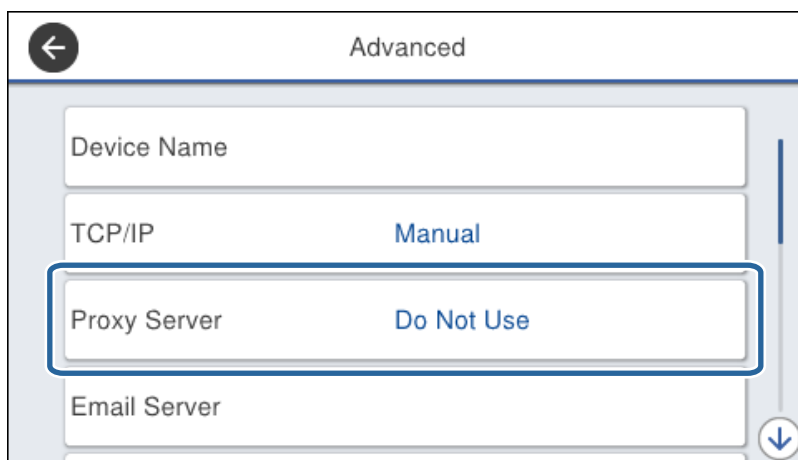 Advanced
Device Name
TCP/IP Manual
Proxy Server Do Not Use
Email Server